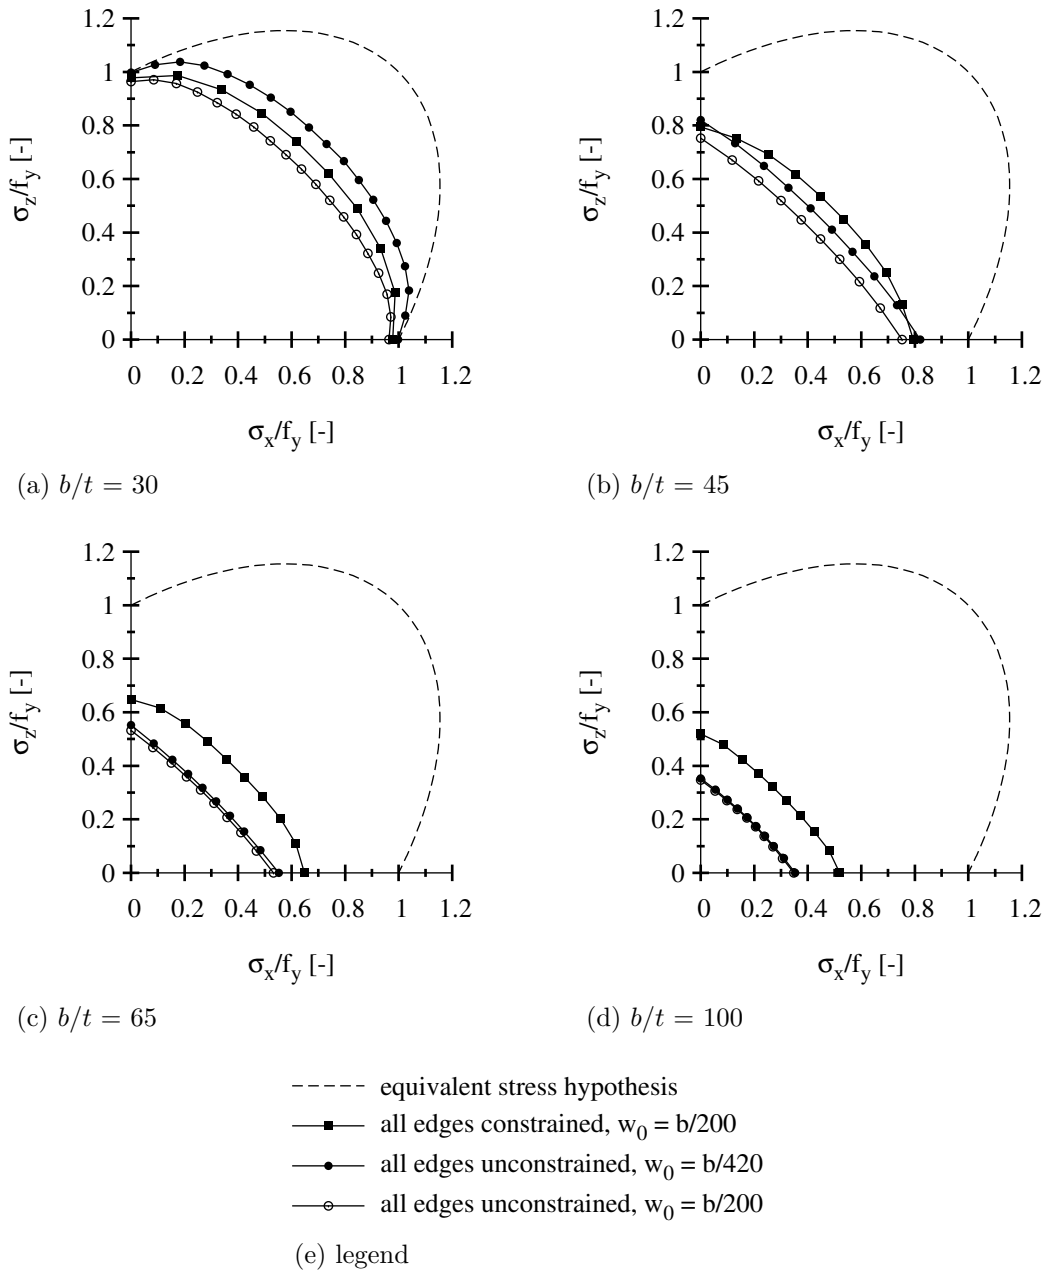 1.2
1
0.8
0.6
0.4
0.2
0
σz/fy [-]
0 0.2 0.4 0.6 0.8 1 1.2
σx/fy [-]
(a) b/t = 30
1.2
1
0.8
0.6
0.4
0.2
0
σz/fy [-]
0 0.2 0.4 0.6 0.8 1 1.2
σx/fy [-]
(b) b/t = 45
1.2
1
0.8
0.6
0.4
0.2
0
σz/fy [-]
0 0.2 0.4 0.6 0.8 1 1.2
σx/fy [-]
(c) b/t = 65
1.2
1
0.8
0.6
0.4
0.2
0
σz/fy [-]
0 0.2 0.4 0.6 0.8 1 1.2
σx/fy [-]
(d) b/t = 100
equivalent stress hypothesis
all edges constrained, w0 = b/200
all edges unconstrained, w0 = b/420
all edges unconstrained, w0 = b/200
(e) legend